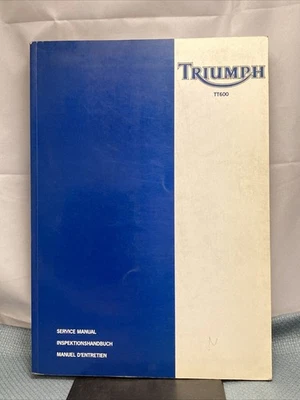 TRIUMPH
TT600
SERVICE MANUAL
INSPEKTIONSHANDBUCH
MANUEL D'ENTRETIEN